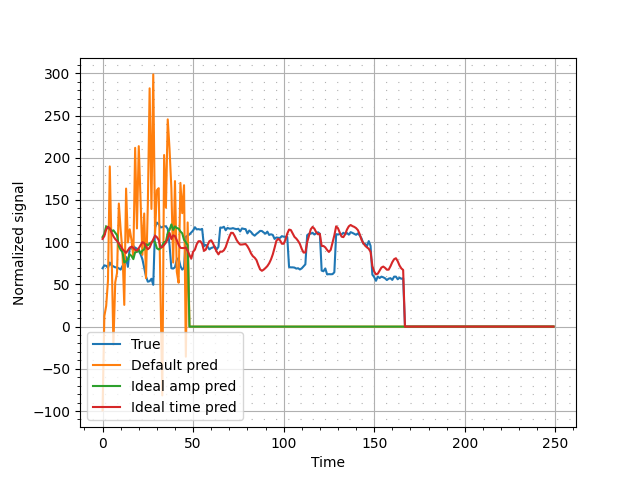 300
250
200
150
100
50
0
−50
−100
Normalized signal
True
Default pred
Ideal amp pred
Ideal time pred
0 50 100 150 200 250
Time